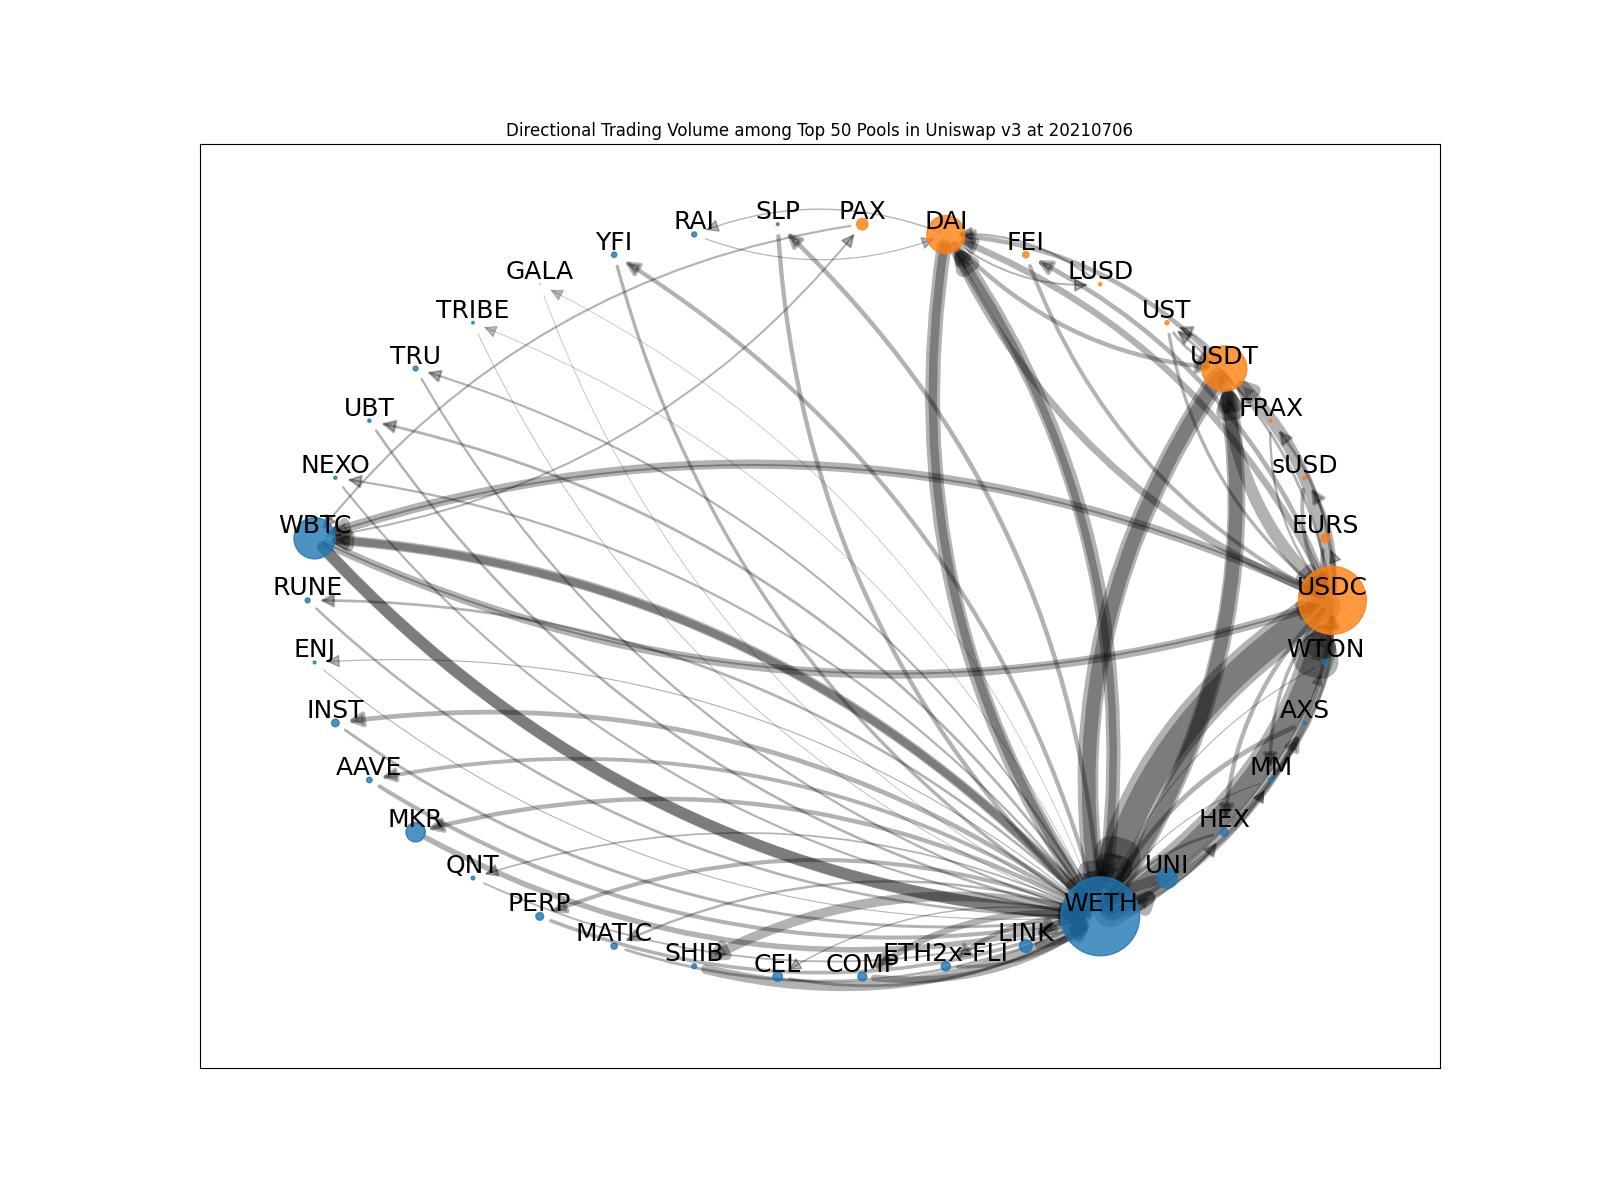 Directional Trading Volume among Top 50 Pools in Uniswap v3 at 20210706
RAI
SLP
PAX
DAI
YFI
FEI
GALA
LUSD
TRIBE
UST
TRU
USDT
UBT
FRAX
NEXO
sUSD
WBTC
EURS
RUNE
USDC
ENJ
WTON
INST
AXS
AAVE
MM
MKR
HEX
QNT
UNI
PERP
WETH
MATIC
LINK
SHIB
ETH2x-FLI
CEL
COMP